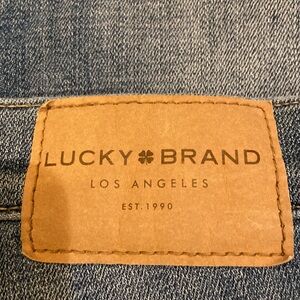 LUCKY BRAND
LOS ANGELES
EST. 1990